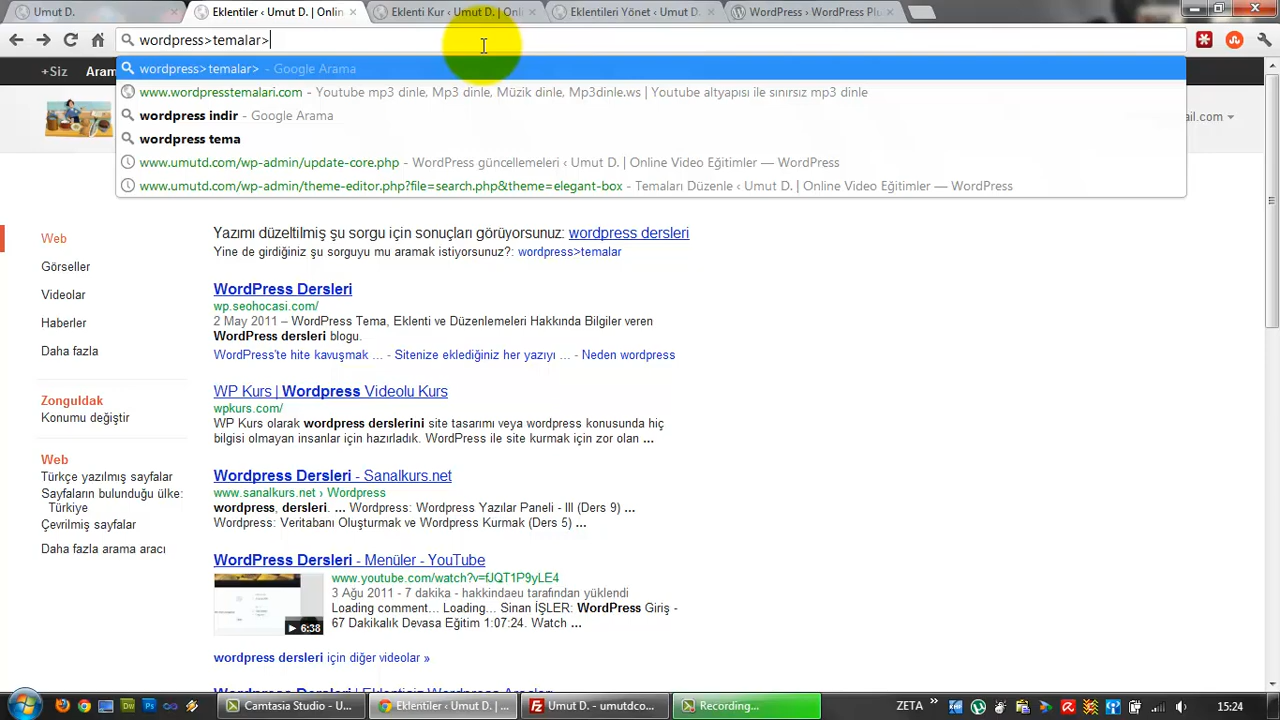 Umut D.
Eklentiler ‹ Umut D. | Onlin
Eklenti Kur ‹ Umut D. | Onli
Eklentileri Yönet ‹ Umut D. |
WordPress › WordPress Plu
wordpress>temalar>
wordpress>temalar> - Google Arama
www.wordpresstemalari.com - Youtube mp3 dinle, Mp3 dinle, Müzik dinle, Mp3dinle.ws | Youtube altyapısı ile sınırsız mp3 dinle
wordpress indir - Google Arama
wordpress tema
www.umutd.com/wp-admin/update-core.php - WordPress güncellemeleri ‹ Umut D. | Online Video Eğitimler — WordPress
www.umutd.com/wp-admin/theme-editor.php?file=search.php&theme=elegant-box - Temaları Düzenle ‹ Umut D. | Online Video Eğitimler — WordPress
+Siz Aram
ail.com
Web
Görseller
Videolar
Haberler
Daha fazla
Zonguldak
Konumu değiştir
Web
Türkçe yazılmış sayfalar
Sayfaların bulunduğu ülke:
Türkiye
Çevrilmiş sayfalar
Daha fazla arama aracı
Yazımı düzeltilmiş şu sorgu için sonuçları görüyorsunuz: wordpress dersleri
Yine de girdiğiniz şu sorguyu mu aramak istiyorsunuz?: wordpress>temalar
WordPress Dersleri
wp.seohocasi.com/
2 May 2011 – WordPress Tema, Eklenti ve Düzenlemeleri Hakkında Bilgiler veren
WordPress dersleri blogu.
WordPress'te hite kavuşmak ... - Sitenize eklediğiniz her yazıyı ... - Neden wordpress
WP Kurs | Wordpress Videolu Kurs
wpkurs.com/
WP Kurs olarak wordpress derslerini site tasarımı veya wordpress konusunda hiç
bilgisi olmayan insanlar için hazırladık. WordPress ile site kurmak için zor olan ...
Wordpress Dersleri - Sanalkurs.net
www.sanalkurs.net › Wordpress
wordpress, dersleri. ... Wordpress: Wordpress Yazılar Paneli - III (Ders 9) ...
Wordpress: Veritabanı Oluşturmak ve Wordpress Kurmak (Ders 5) ...
WordPress Dersleri - Menüler - YouTube
www.youtube.com/watch?v=fJQT1P9yLE4
3 Ağu 2011 - 7 dakika - hakkindaeu tarafından yüklendi
Loading comment... Loading... Sinan İŞLER: WordPress Giriş -
67 Dakikalık Devasa Eğitim 1:07:24. Watch ...
6:38
wordpress dersleri için diğer videolar »
Wordpress Dersleri | Eklentisiz Wordpress Araçları
Camtasia Studio - U...
Eklentiler ‹ Umut D. | ...
Umut D. - umutdco...
Recording...
ZETA
15:24